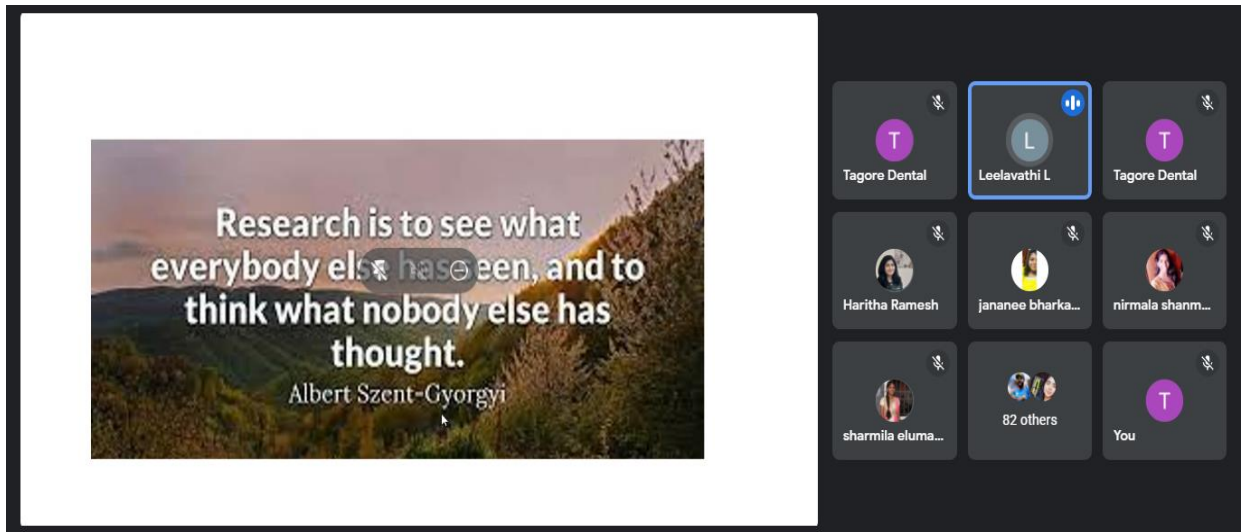 Research is to see what
everybody else has seen, and to
think what nobody else has
thought.
Albert Szent-Gyorgyi
T
Tagore Dental
L
Leelavathi L
T
Tagore Dental
Haritha Ramesh
jananee bharka...
nirmala shanm...
sharmila eluma...
82 others
T
You